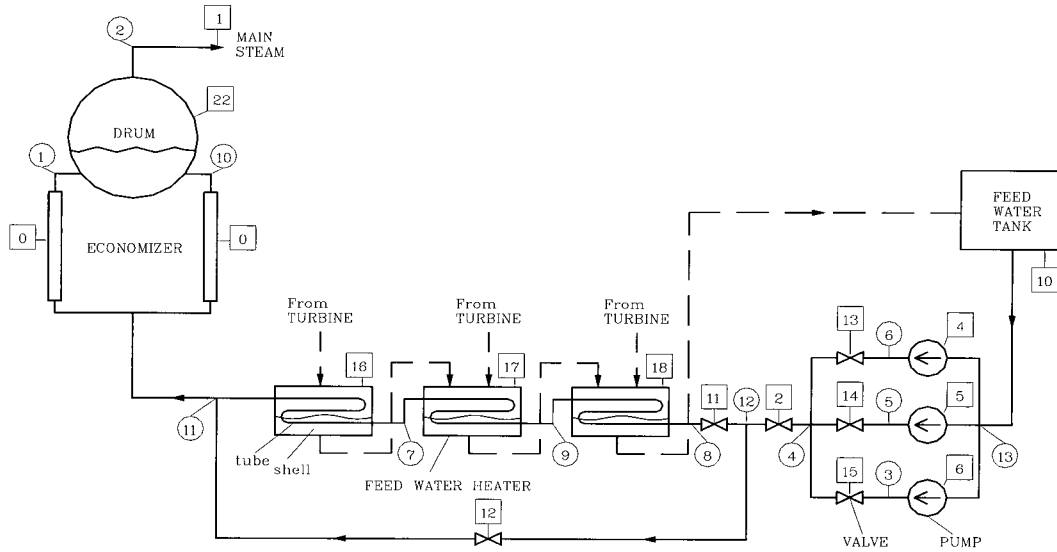 2
1
MAIN
STEAM
22
DRUM
1
10
0
ECONOMIZER
0
FEED
WATER
TANK
10
From
TURBINE
From
TURBINE
From
TURBINE
13
6
4
16
17
18
14
5
5
11
12
2
11
7
9
8
4
13
tube
shell
FEED WATER HEATER
15
3
6
12
VALVE
PUMP